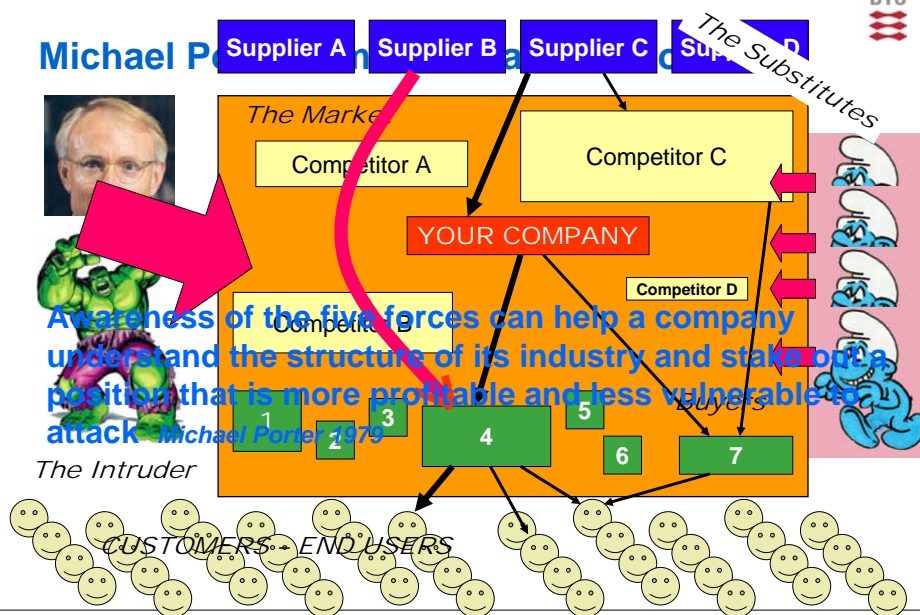 Michael Po
Supplier A
Supplier B
Supplier C
Supp D
The Substitutes
The Market
Competitor A
Competitor C
YOUR COMPANY
Competitor D
Competitor B
Awareness of the five forces can help a company
understand the structure of its industry and stake out a
position that is more profitable and less vulnerable to
attack Michael Porter 1979
Buyers
1
2
3
4
5
6
7
The Intruder
CUSTOMERS - END USERS